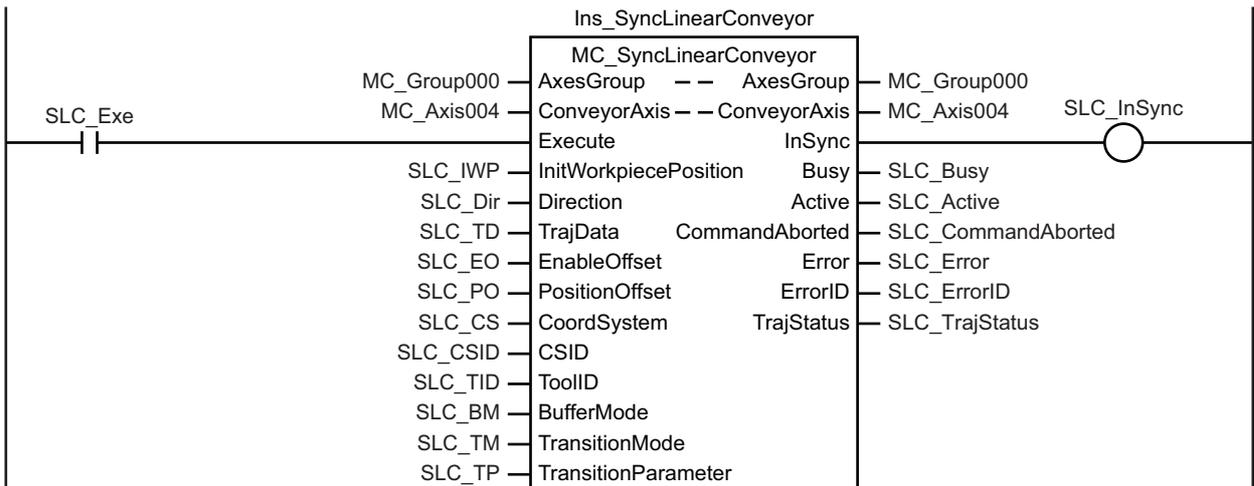 Ins_SyncLinearConveyor
MC_SyncLinearConveyor
MC_Group000 AxesGroup AxesGroup MC_Group000
MC_Axis004 ConveyorAxis ConveyorAxis MC_Axis004
SLC_Exe SLC_InSync
Execute InSync
SLC_IWP InitWorkpiecePosition Busy SLC_Busy
SLC_Dir Direction Active SLC_Active
SLC_TD TrajData CommandAborted SLC_CommandAborted
SLC_EO EnableOffset Error SLC_Error
SLC_PO PositionOffset ErrorID SLC_ErrorID
SLC_CS CoordSystem TrajStatus SLC_TrajStatus
SLC_CSID CSID
SLC_TID ToolID
SLC_BM BufferMode
SLC_TM TransitionMode
SLC_TP TransitionParameter